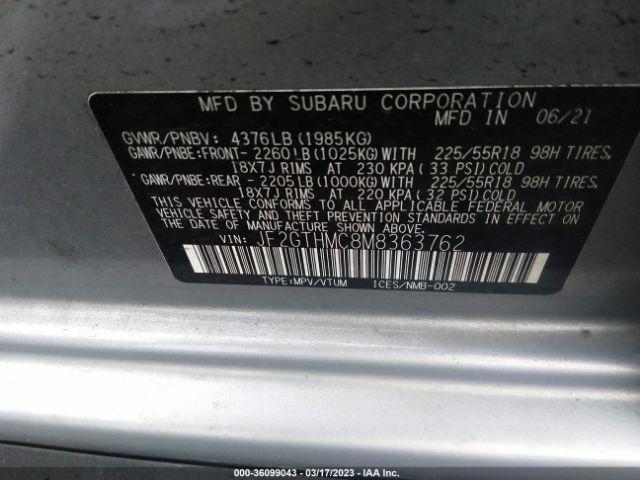 MFD BY SUBARU CORPORATION
MFD IN 06/21
GVWR/PNBV: 4376LB (1985KG)
GAWR/PNBE:FRONT- 2260LB (1025KG) WITH 225/55R18 98H TIRES,
18X7J RIMS AT 230 KPA ( 33 PSI) COLD
GAWR/PNBE:REAR - 2205LB (1000KG) WITH 225/55R18 98H TIRES,
18X7J RIMS AT 220 KPA ( 32 PSI) COLD
THIS VEHICLE CONFORMS TO ALL APPLICABLE FEDERAL MOTOR
VEHICLE SAFETY AND BUMPER STANDARDS IN EFFECT ON THE
DATE OF MANUFACTURE SHOWN ABOVE.
VIN: JF2GTHMC8M8363762
TYPE:MPV/VTUM ICES/NMB-002
000-36099043 - 03/17/2023 - IAA Inc.